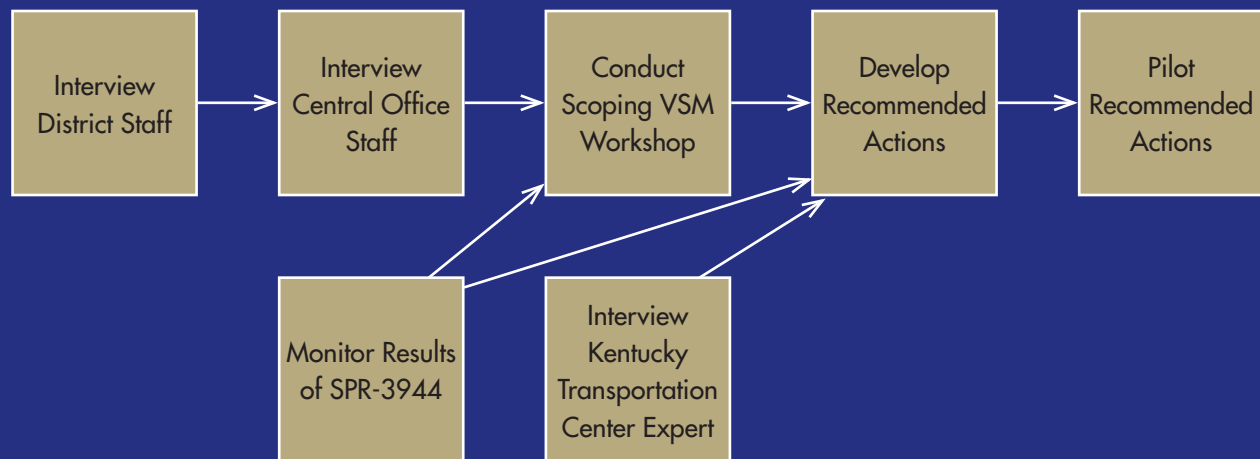 Interview
District Staff
Interview
Central Office
Staff
Conduct
Scoping VSM
Workshop
Develop
Recommended
Actions
Pilot
Recommended
Actions
Monitor Results
of SPR-3944
Interview
Kentucky
Transportation
Center Expert